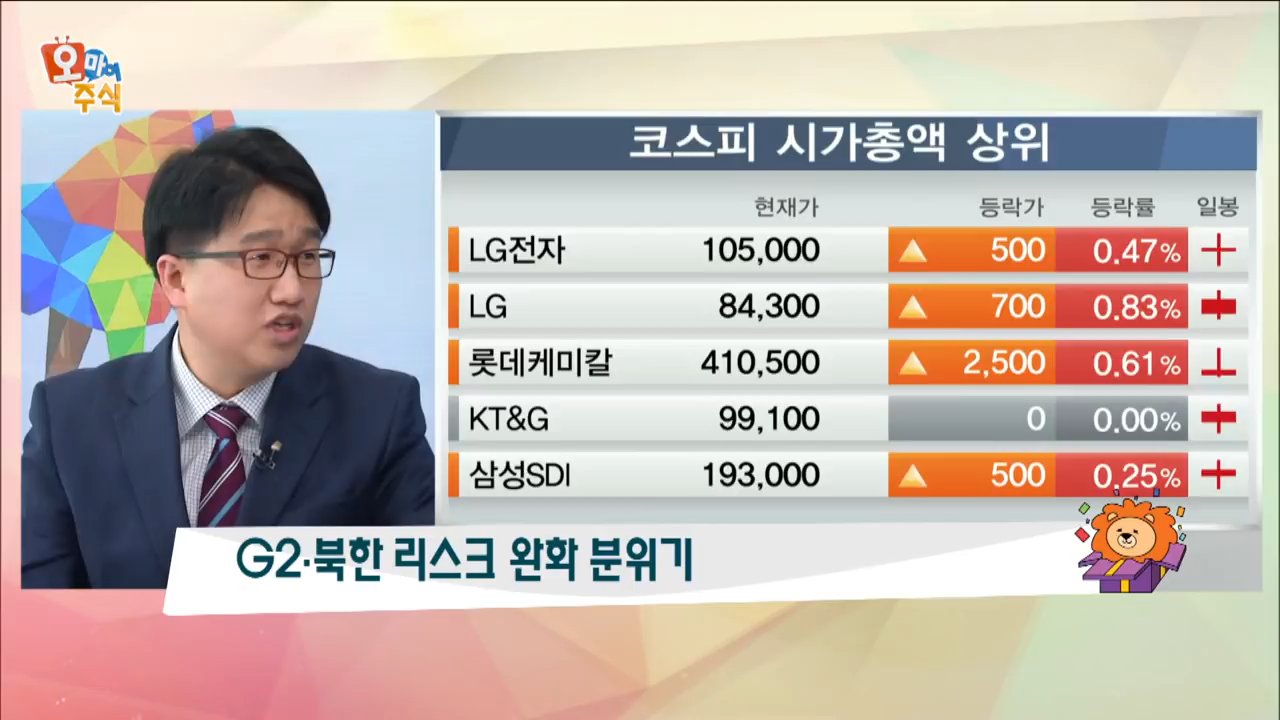 오마이
주식
코스피 시가총액 상위
현재가 등락가 등락률 일봉
LG전자 105,000 ▲ 500 0.47%
LG 84,300 ▲ 700 0.83%
롯데케미칼 410,500 ▲ 2,500 0.61%
KT&G 99,100 0 0.00%
삼성SDI 193,000 ▲ 500 0.25%
G2·북한 리스크 완화 분위기